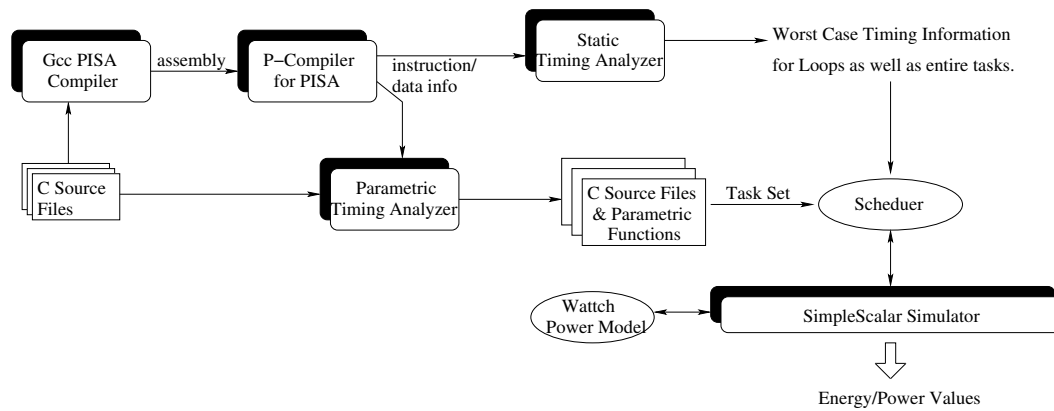 Gcc PISA
Compiler
assembly
P−Compiler
for PISA
instruction/
data info
Static
Timing Analyzer
Worst Case Timing Information
for Loops as well as entire tasks.
C Source
Files
Parametric
Timing Analyzer
C Source Files
& Parametric
Functions
Task Set
Scheduer
Wattch
Power Model
SimpleScalar Simulator
Energy/Power Values